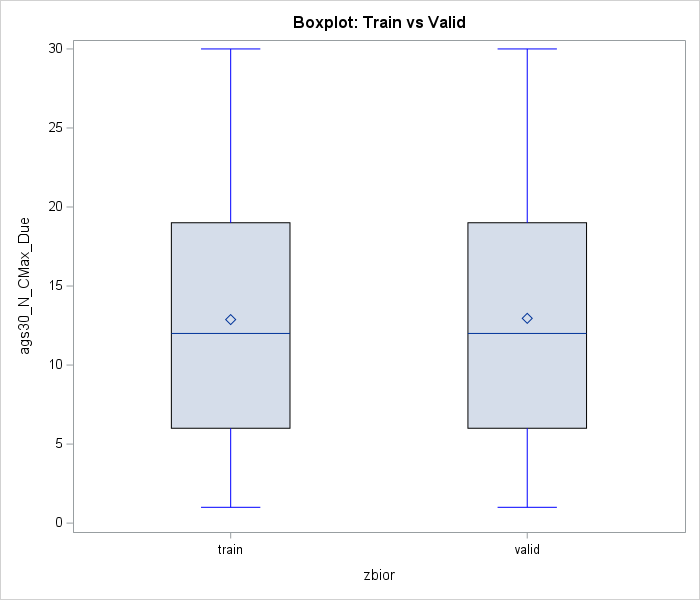 Boxplot: Train vs Valid
30
25
20
15
10
5
0
ags30_N_CMax_Due
train
valid
zbior